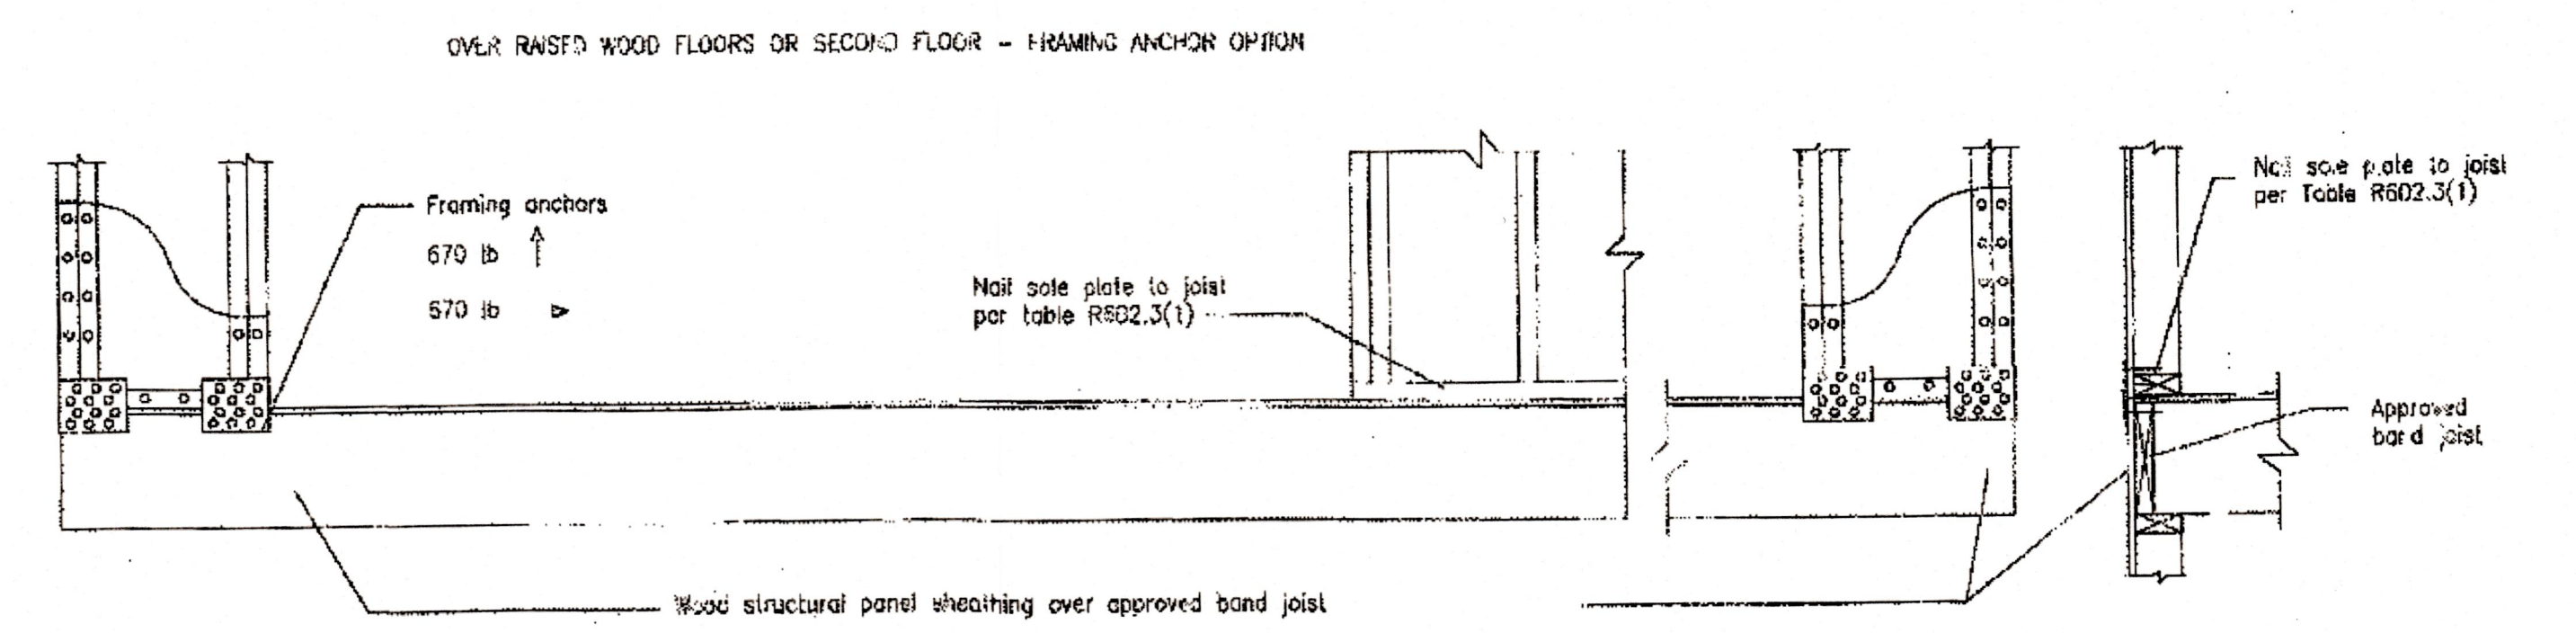 OVER RAISED WOOD FLOORS OR SECOND FLOOR - FRAMING ANCHOR OPTION
Framing anchors
670 lb ↑
670 lb ▷
Nail sole plate to joist
per table R602.3(1)
Nail sole plate to joist
per Table R602.3(1)
Approved
band joist
Wood structural panel sheathing over approved band joist